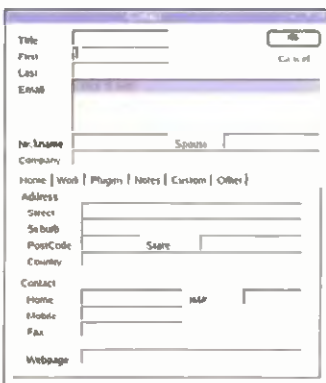 Title
First
Cancel
Last
Email
Nickname Spouse
Company
Home | Work | Plugins | Notes | Custom | Other
Address
Street
Suburb
PostCode State
Country
Contact
Home
Mobile
Fax
Webpage